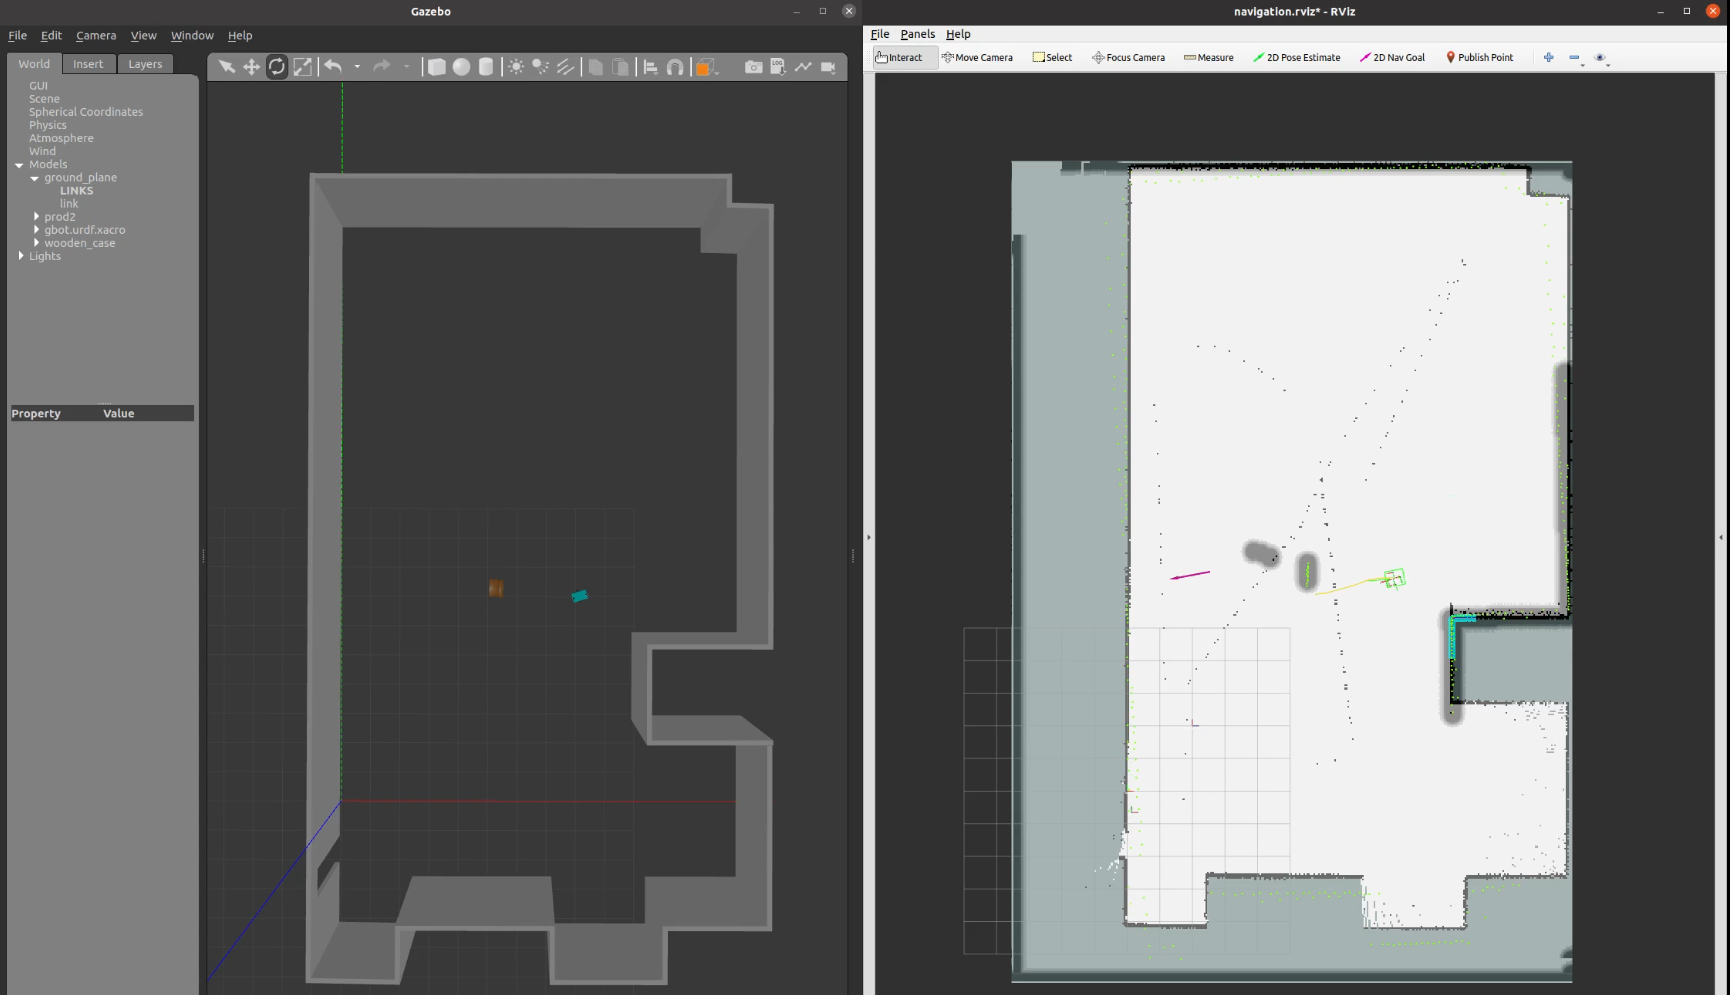 Gazebo
File Edit Camera View Window Help
World Insert Layers
GUI
Scene
Spherical Coordinates
Physics
Atmosphere
Wind
Models
ground_plane
LINKS
link
prod2
gbot.urdf.xacro
wooden_case
Lights
Property Value
LOG
navigation.rviz* - RViz
File Panels Help
Interact Move Camera Select Focus Camera Measure 2D Pose Estimate 2D Nav Goal Publish Point